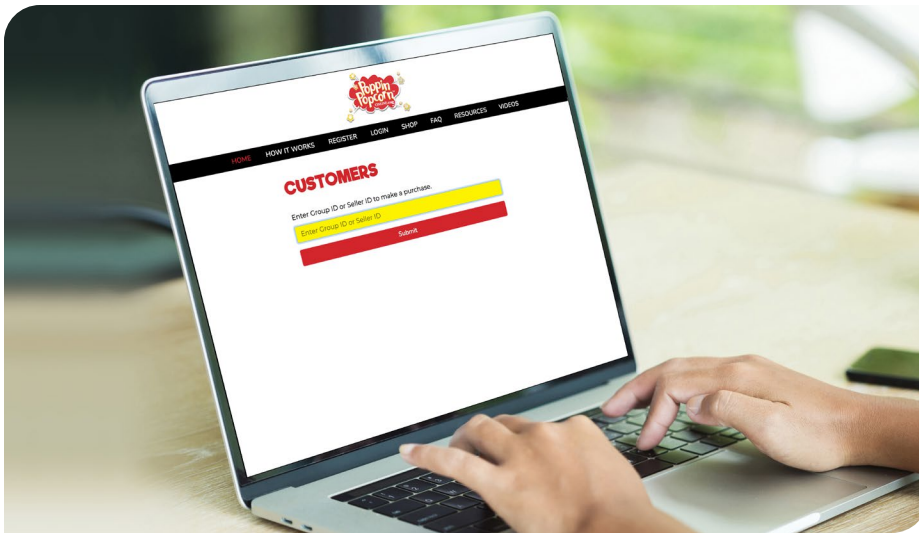 Poppin
Popcorn
HOME HOW IT WORKS REGISTER LOGIN SHOP FAQ RESOURCES VIDEOS
CUSTOMERS
Enter Group ID or Seller ID to make a purchase.
Enter Group ID or Seller ID
Submit